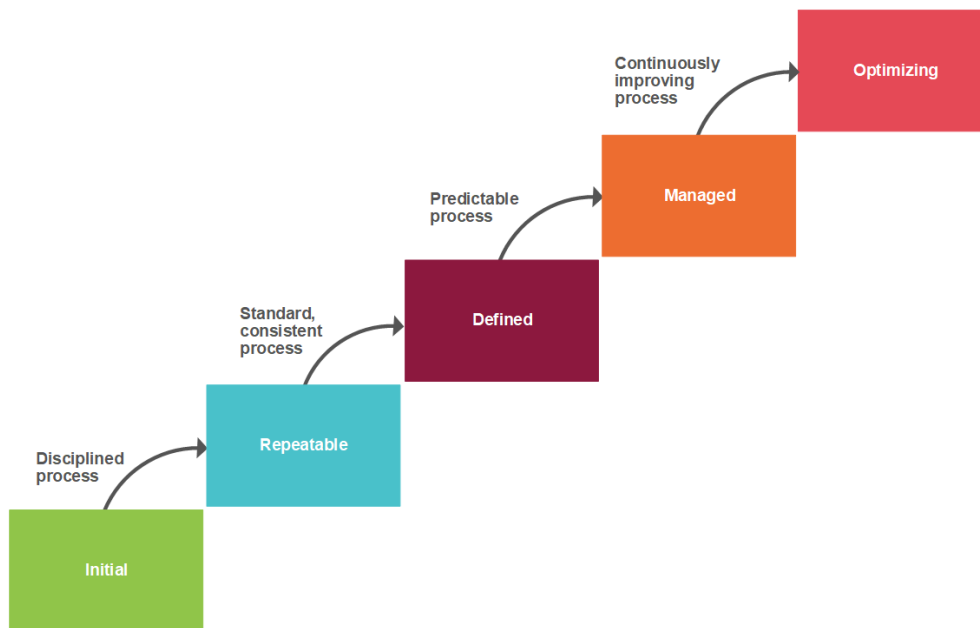 Continuously
improving
process
Optimizing
Predictable
process
Managed
Standard,
consistent
process
Defined
Disciplined
process
Repeatable
Initial